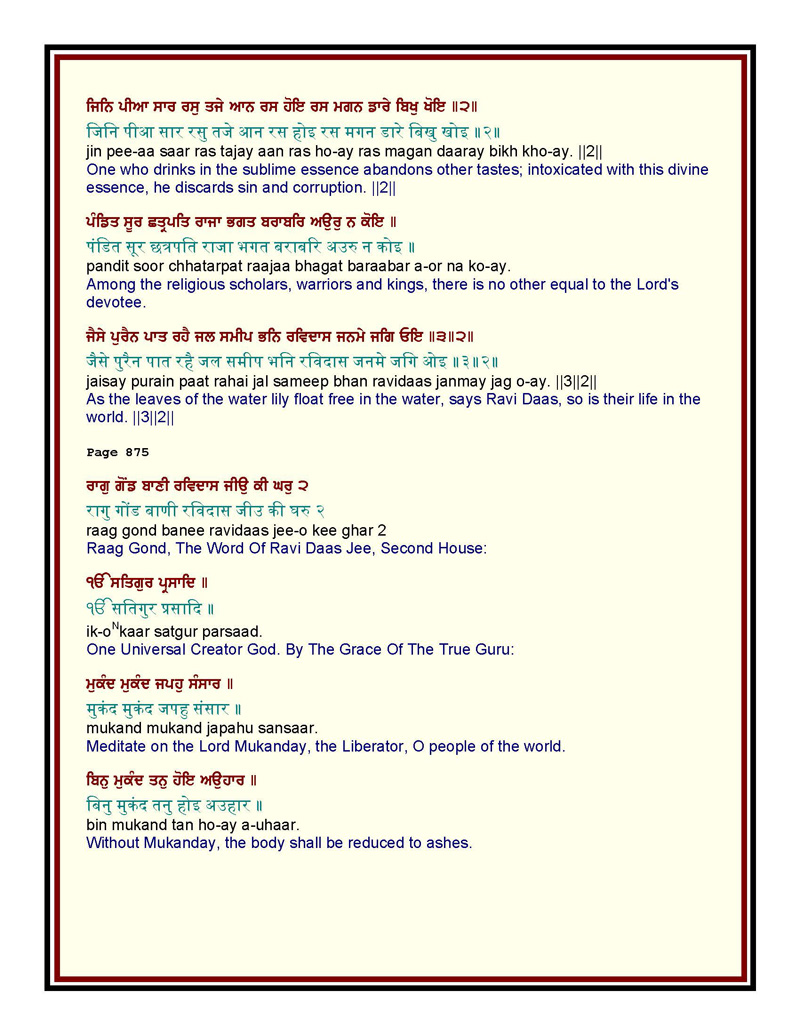 ਜਿਨਿ ਪੀਆ ਸਾਰ ਰਸੁ ਤਜੇ ਆਨ ਰਸ ਹੋਇ ਰਸ ਮਗਨ ਡਾਰੇ ਬਿਖੁ ਖੋਇ ॥੨॥
जिनि पीआ सार रसु तजे आन रस होइ रस मगन डारे बिखु खोइ ॥२॥
jin pee-aa saar ras tajay aan ras ho-ay ras magan daaray bikh kho-ay. ||2||
One who drinks in the sublime essence abandons other tastes; intoxicated with this divine
essence, he discards sin and corruption. ||2||
ਪੰਡਿਤ ਸੂਰ ਛਤ੍ਰਪਤਿ ਰਾਜਾ ਭਗਤ ਬਰਾਬਰਿ ਅਉਰੁ ਨ ਕੋਇ ॥
पंडित सूर छत्रपति राजा भगत बराबरि अउरु न कोइ ॥
pandit soor chhatarpat raajaa bhagat baraabar a-or na ko-ay.
Among the religious scholars, warriors and kings, there is no other equal to the Lord's
devotee.
ਜੈਸੇ ਪੁਰੈਨ ਪਾਤ ਰਹੈ ਜਲ ਸਮੀਪ ਭਨਿ ਰਵਿਦਾਸ ਜਨਮੇ ਜਗਿ ਓਇ ॥੩॥੨॥
जैसे पुरैन पात रहै जल समीप भनि रविदास जनमे जगि ओइ ॥३॥२॥
jaisay purain paat rahai jal sameep bhan ravidaas janmay jag o-ay. ||3||2||
As the leaves of the water lily float free in the water, says Ravi Daas, so is their life in the
world. ||3||2||
Page 875
ਰਾਗੁ ਗੋਂਡ ਬਾਣੀ ਰਵਿਦਾਸ ਜੀਉ ਕੀ ਘਰੁ ੨
रागु गोंड बाणी रविदास जीउ की घरु २
raag gond banee ravidaas jee-o kee ghar 2
Raag Gond, The Word Of Ravi Daas Jee, Second House:
ੴ ਸਤਿਗੁਰ ਪ੍ਰਸਾਦਿ ॥
ੴ सतिगुर प्रसादि ॥
ik-oNkaar satgur parsaad.
One Universal Creator God. By The Grace Of The True Guru:
ਮੁਕੰਦ ਮੁਕੰਦ ਜਪਹੁ ਸੰਸਾਰ ॥
मुकंद मुकंद जपहु संसार ॥
mukand mukand japahu sansaar.
Meditate on the Lord Mukanday, the Liberator, O people of the world.
ਬਿਨੁ ਮੁਕੰਦ ਤਨੁ ਹੋਇ ਅਉਹਾਰ ॥
बिनु मुकंद तनु होइ अउहार ॥
bin mukand tan ho-ay a-uhaar.
Without Mukanday, the body shall be reduced to ashes.